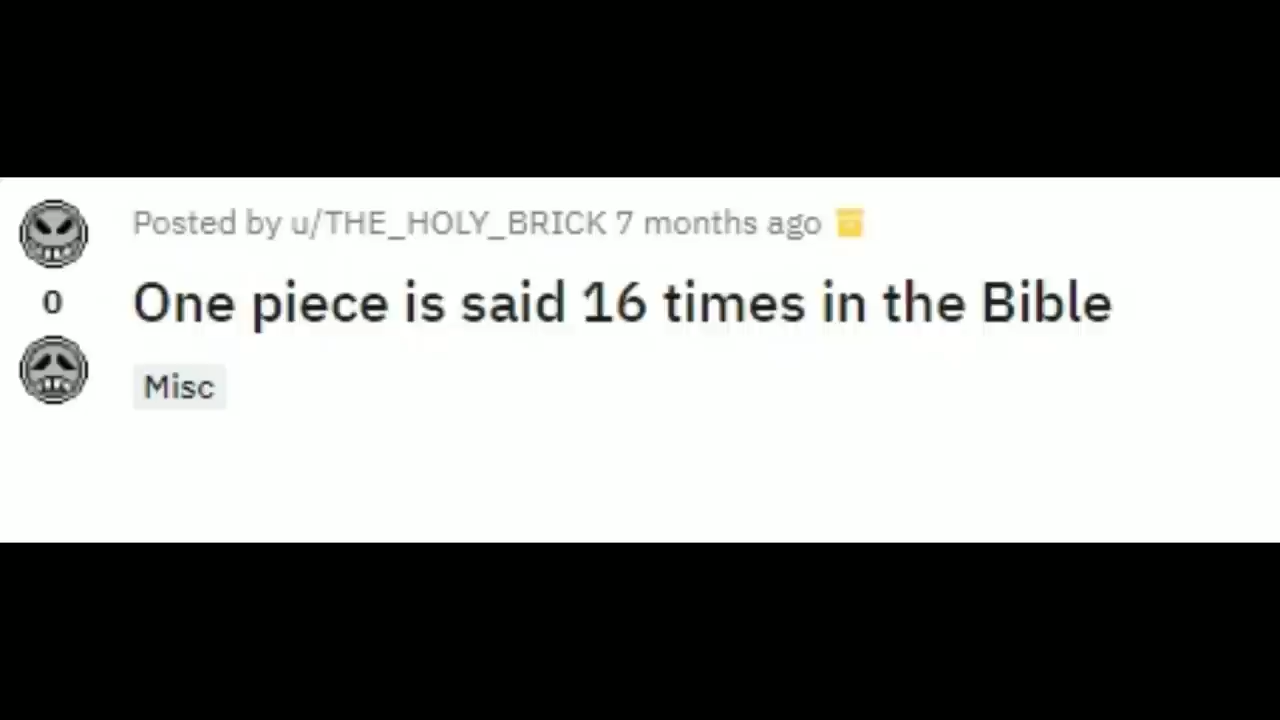 Posted by u/THE_HOLY_BRICK 7 months ago
0
One piece is said 16 times in the Bible
Misc